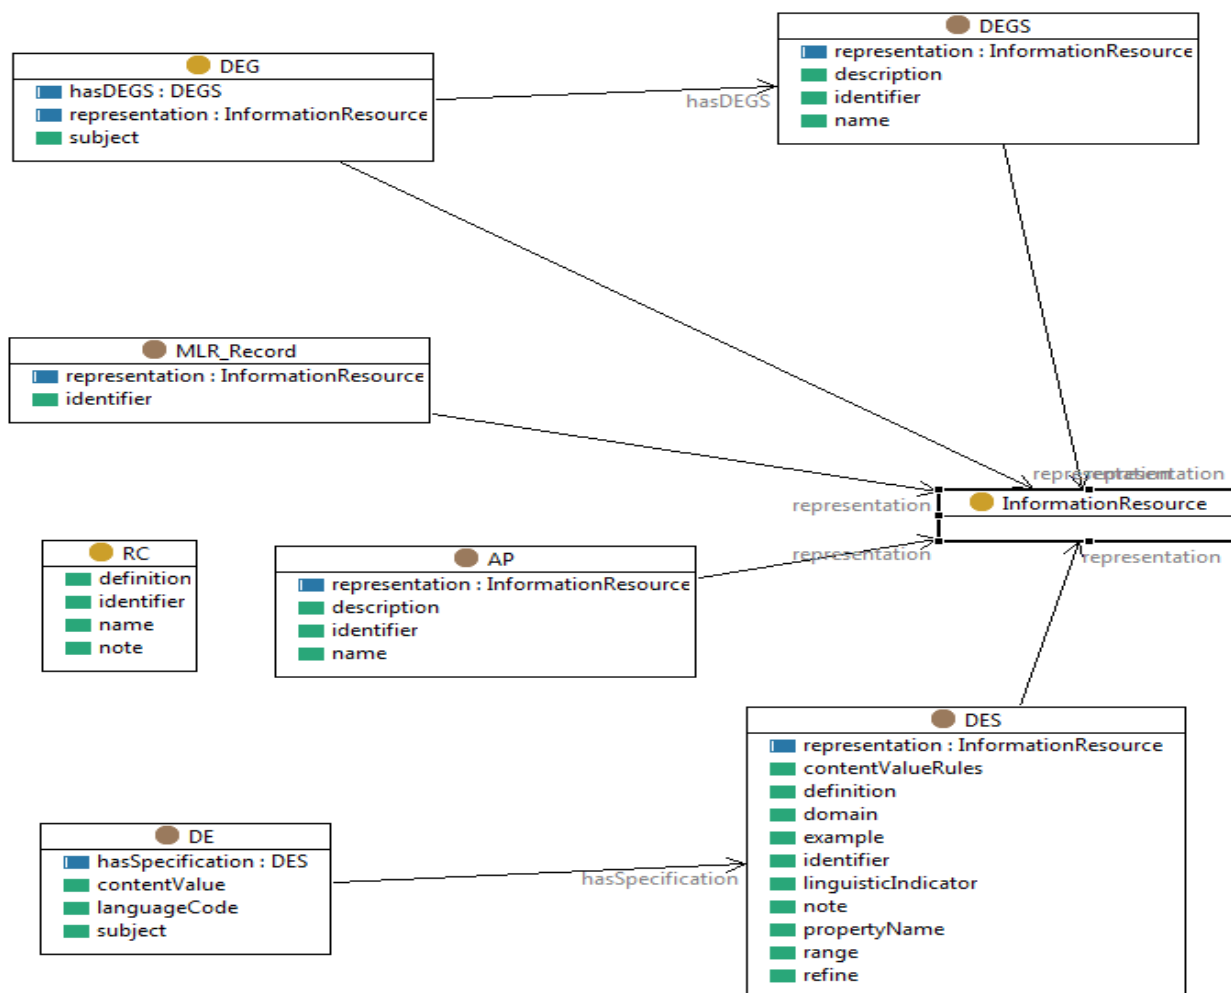 DEG
hasDEGS : DEGS
representation : InformationResource
subject
hasDEGS
DEGS
representation : InformationResource
description
identifier
name
MLR_Record
representation : InformationResource
identifier
representation
representation
representation
InformationResource
representation
representation
RC
definition
identifier
name
note
AP
representation : InformationResource
description
identifier
name
DE
hasSpecification : DES
contentValue
languageCode
subject
hasSpecification
DES
representation : InformationResource
contentValueRules
definition
domain
example
identifier
linguisticIndicator
note
propertyName
range
refine